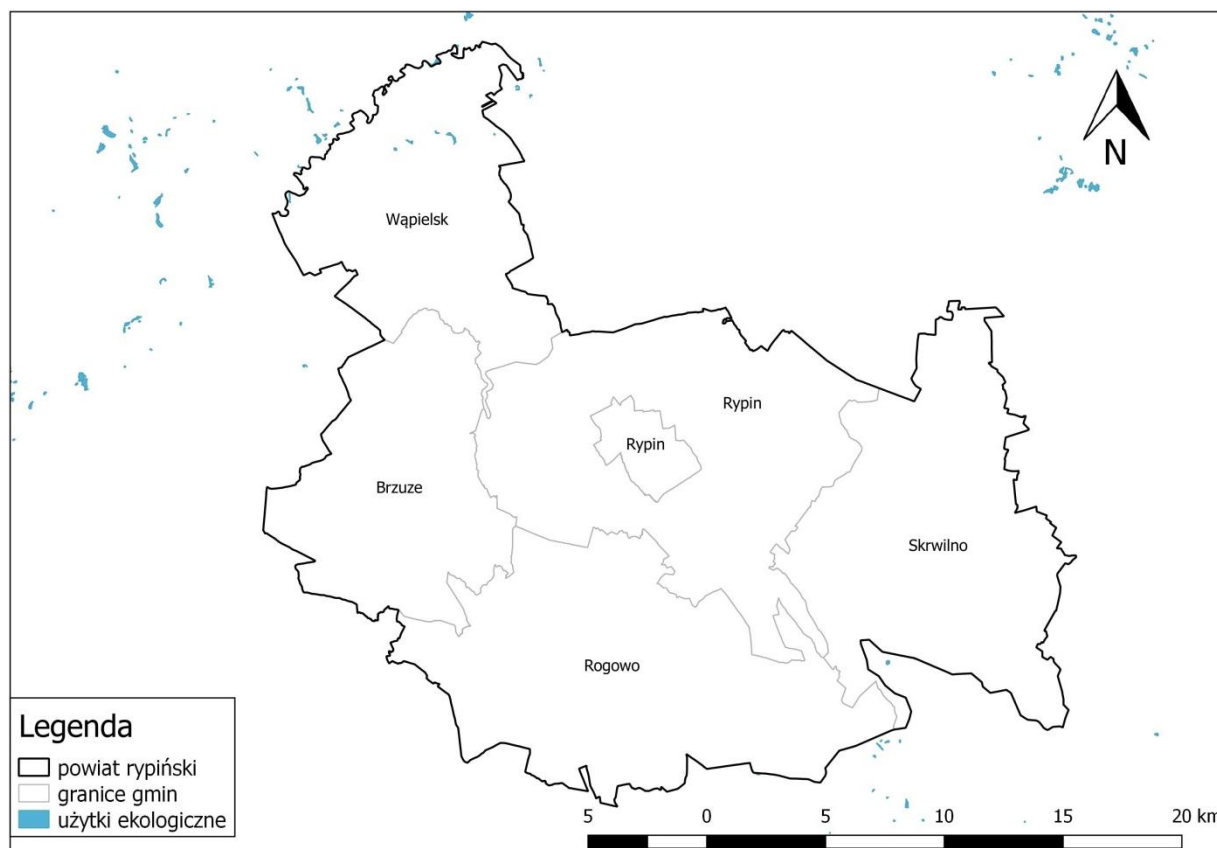 N
Wąpielsk
Rypin
Rypin
Brzuze
Skrwilno
Rogowo
Legenda
powiat rypiński
granice gmin
użytki ekologiczne
5 0 5 10 15 20 km